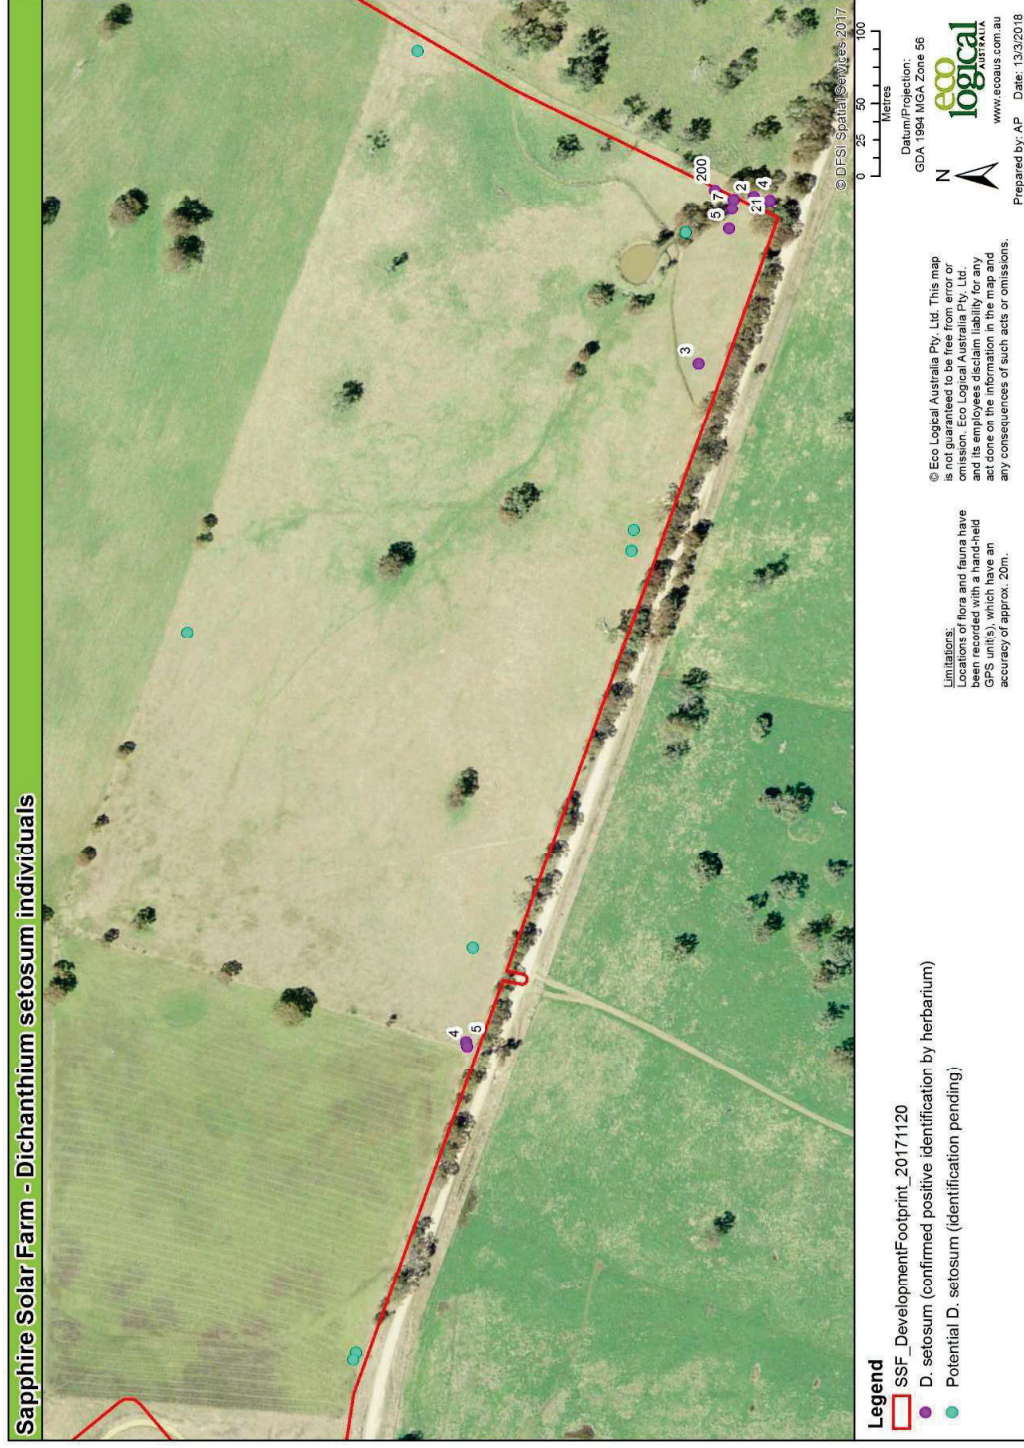 Sapphire Solar Farm - Dichanthium setosum individuals
4
5
3
5
7
200
2
21
4
© DFSI Spatial Services 2017
Legend
SSF_DevelopmentFootprint_20171120
D. setosum (confirmed positive identification by herbarium)
Potential D. setosum (identification pending)
Limitations:
Locations of flora and fauna have
been recorded with a hand-held
GPS unit(s), which have an
accuracy of approx. 20m.
© Eco Logical Australia Pty. Ltd. This map
is not guaranteed to be free from error or
omission. Eco Logical Australia Pty. Ltd.
and its employees disclaim liability for any
act done on the information in the map and
any consequences of such acts or omissions.
0 25 50 100
Metres
Datum/Projection:
GDA 1994 MGA Zone 56
N
eco
logical
AUSTRALIA
www.ecoaus.com.au
Prepared by: AP Date: 13/3/2018